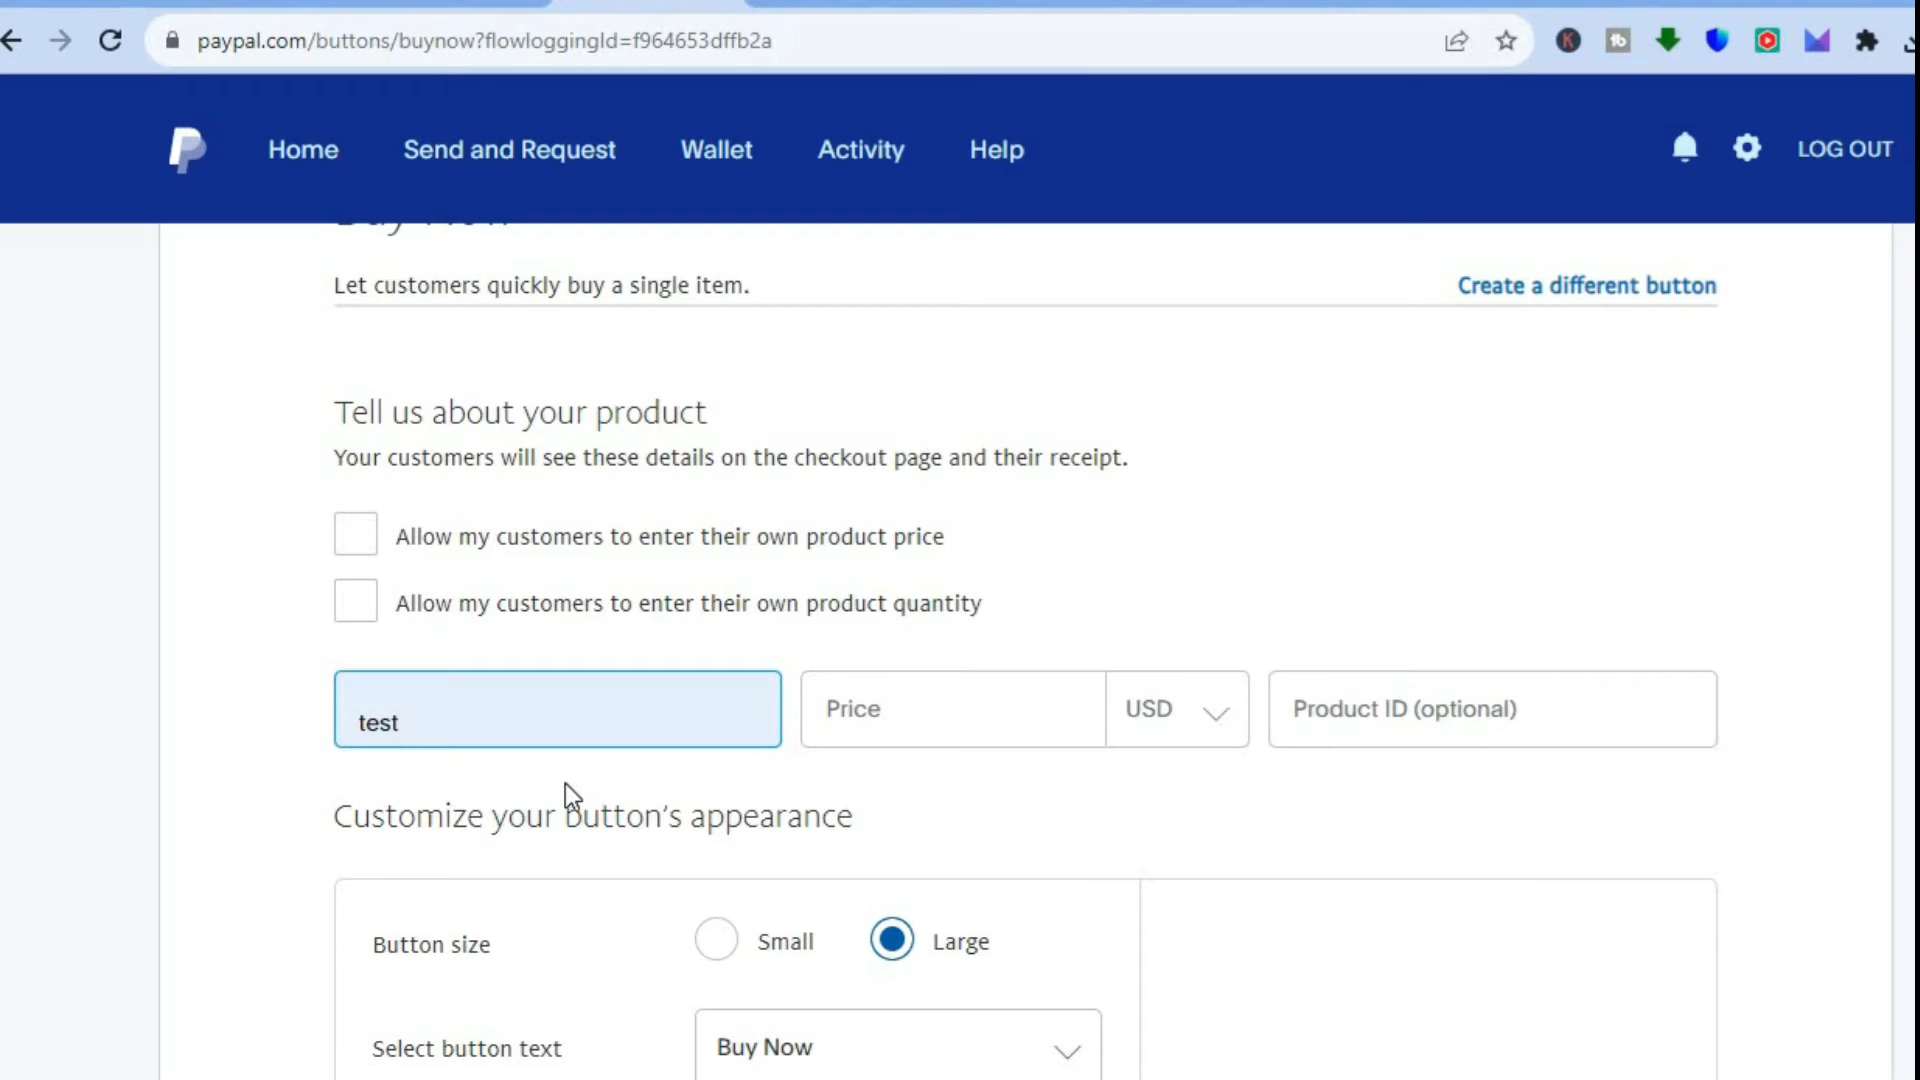 paypal.com/buttons/buynow?flowloggingId=f964653dffb2a
Home Send and Request Wallet Activity Help LOG OUT
Let customers quickly buy a single item. Create a different button
Tell us about your product
Your customers will see these details on the checkout page and their receipt.
Allow my customers to enter their own product price
Allow my customers to enter their own product quantity
test Price USD Product ID (optional)
Customize your button's appearance
Button size Small Large
Select button text Buy Now